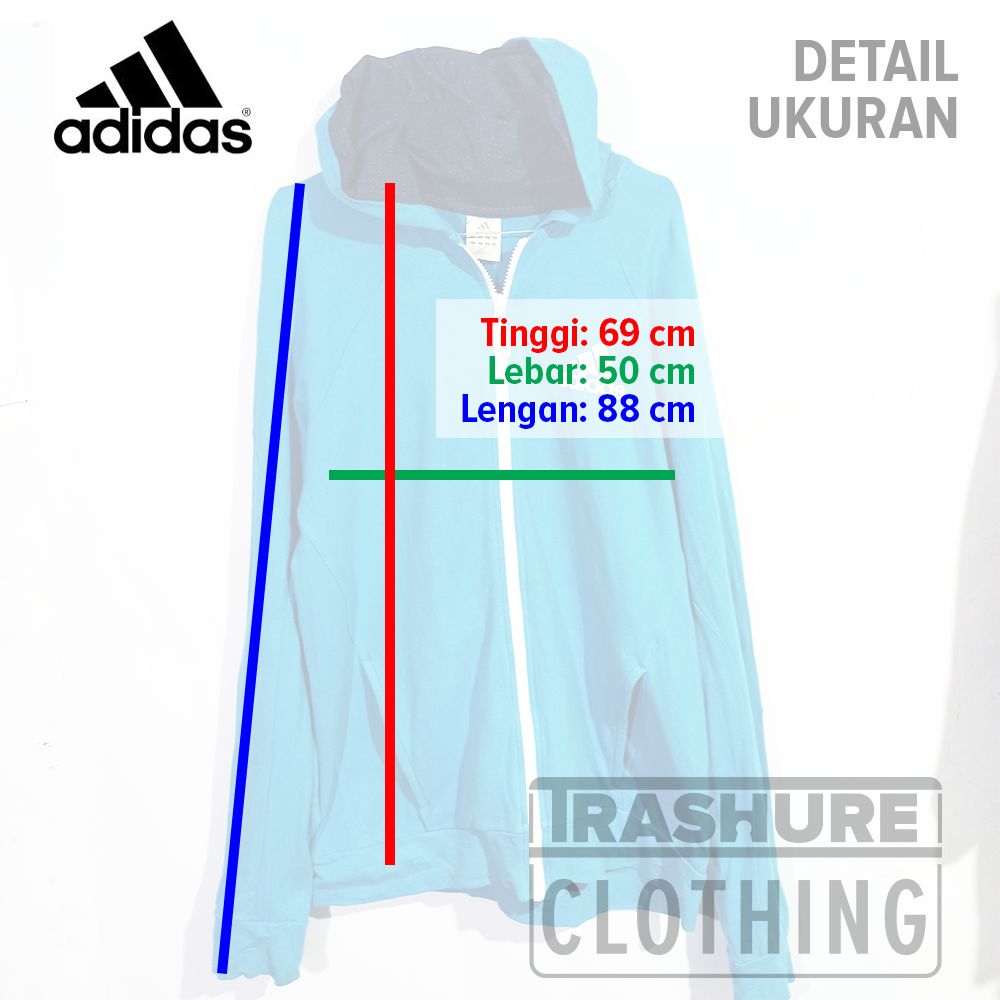 adidas®
DETAIL
UKURAN
Tinggi: 69 cm
Lebar: 50 cm
Lengan: 88 cm
TRASHURE
CLOTHING